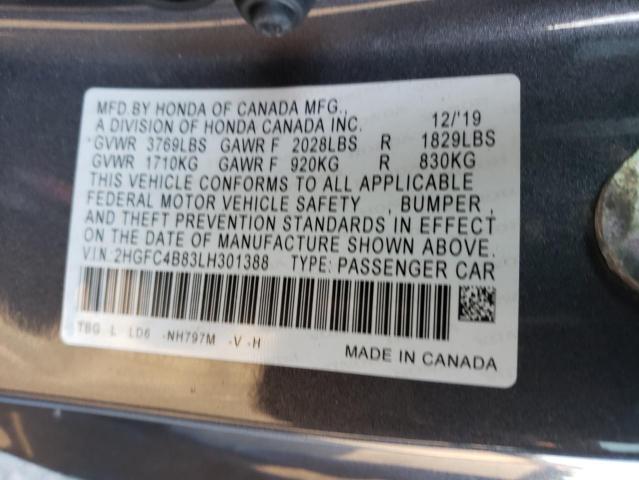 MFD.BY HONDA OF CANADA MFG.,
A DIVISION OF HONDA CANADA INC. 12/'19
GVWR 3769LBS GAWR F 2028LBS R 1829LBS
GVWR 1710KG GAWR F 920KG R 830KG
THIS VEHICLE CONFORMS TO ALL APPLICABLE
FEDERAL MOTOR VEHICLE SAFETY , BUMPER ,
AND THEFT PREVENTION STANDARDS IN EFFECT
ON THE DATE OF MANUFACTURE SHOWN ABOVE.
VIN:2HGFC4B83LH301388 TYPE: PASSENGER CAR
TBG L LD6 -NH797M -V -H
MADE IN CANADA